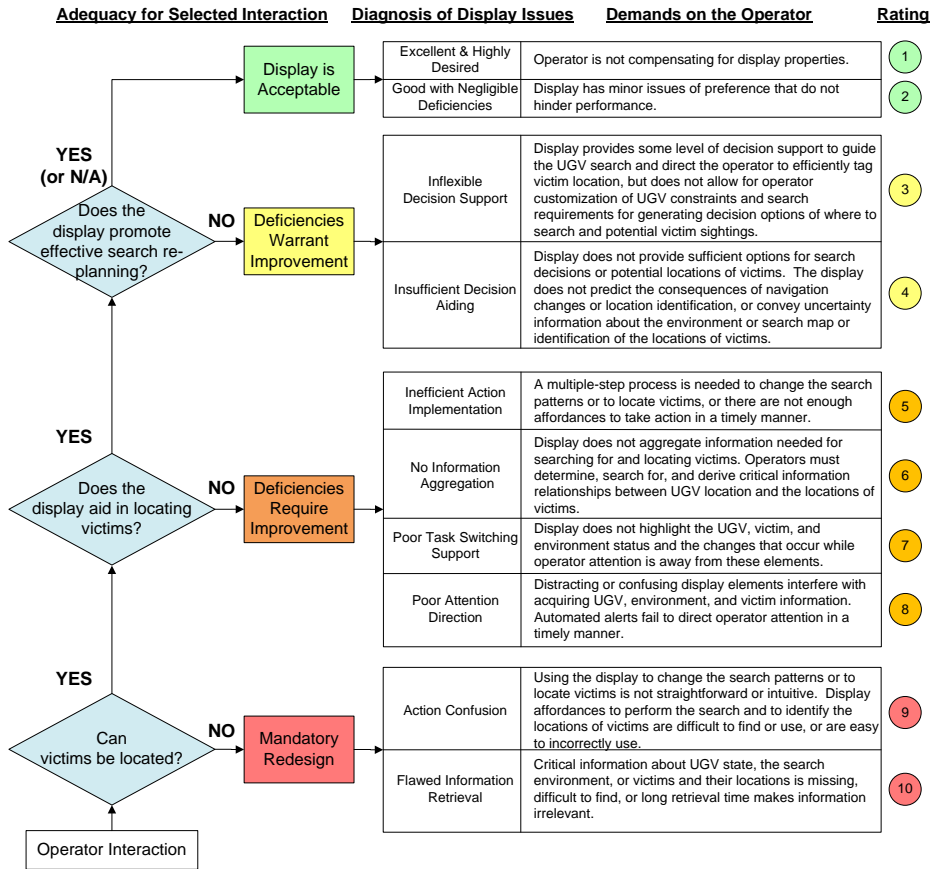 Adequacy for Selected Interaction
Diagnosis of Display Issues
Demands on the Operator
Rating
Display is
Acceptable
Excellent & Highly
Desired
Operator is not compensating for display properties.
1
Good with Negligible
Deficiencies
Display has minor issues of preference that do not
hinder performance.
2
YES
(or N/A)
Does the
display promote
effective search re-
planning?
NO
Deficiencies
Warrant
Improvement
Inflexible
Decision Support
Display provides some level of decision support to guide
the UGV search and direct the operator to efficiently tag
victim location, but does not allow for operator
customization of UGV constraints and search
requirements for generating decision options of where to
search and potential victim sightings.
3
Insufficient Decision
Aiding
Display does not provide sufficient options for search
decisions or potential locations of victims.  The display
does not predict the consequences of navigation
changes or location identification, or convey uncertainty
information about the environment or search map or
identification of the locations of victims.
4
YES
Does the
display aid in locating
victims?
NO
Deficiencies
Require
Improvement
Inefficient Action
Implementation
A multiple-step process is needed to change the search
patterns or to locate victims, or there are not enough
affordances to take action in a timely manner.
5
No Information
Aggregation
Display does not aggregate information needed for
searching for and locating victims. Operators must
determine, search for, and derive critical information
relationships between UGV location and the locations of
victims.
6
Poor Task Switching
Support
Display does not highlight the UGV, victim, and
environment status and the changes that occur while
operator attention is away from these elements.
7
Poor Attention
Direction
Distracting or confusing display elements interfere with
acquiring UGV, environment, and victim information.
Automated alerts fail to direct operator attention in a
timely manner.
8
YES
Can
victims be located?
NO
Mandatory
Redesign
Action Confusion
Using the display to change the search patterns or to
locate victims is not straightforward or intuitive.  Display
affordances to perform the search and to identify the
locations of victims are difficult to find or use, or are easy
to incorrectly use.
9
Flawed Information
Retrieval
Critical information about UGV state, the search
environment, or victims and their locations is missing,
difficult to find, or long retrieval time makes information
irrelevant.
10
Operator Interaction